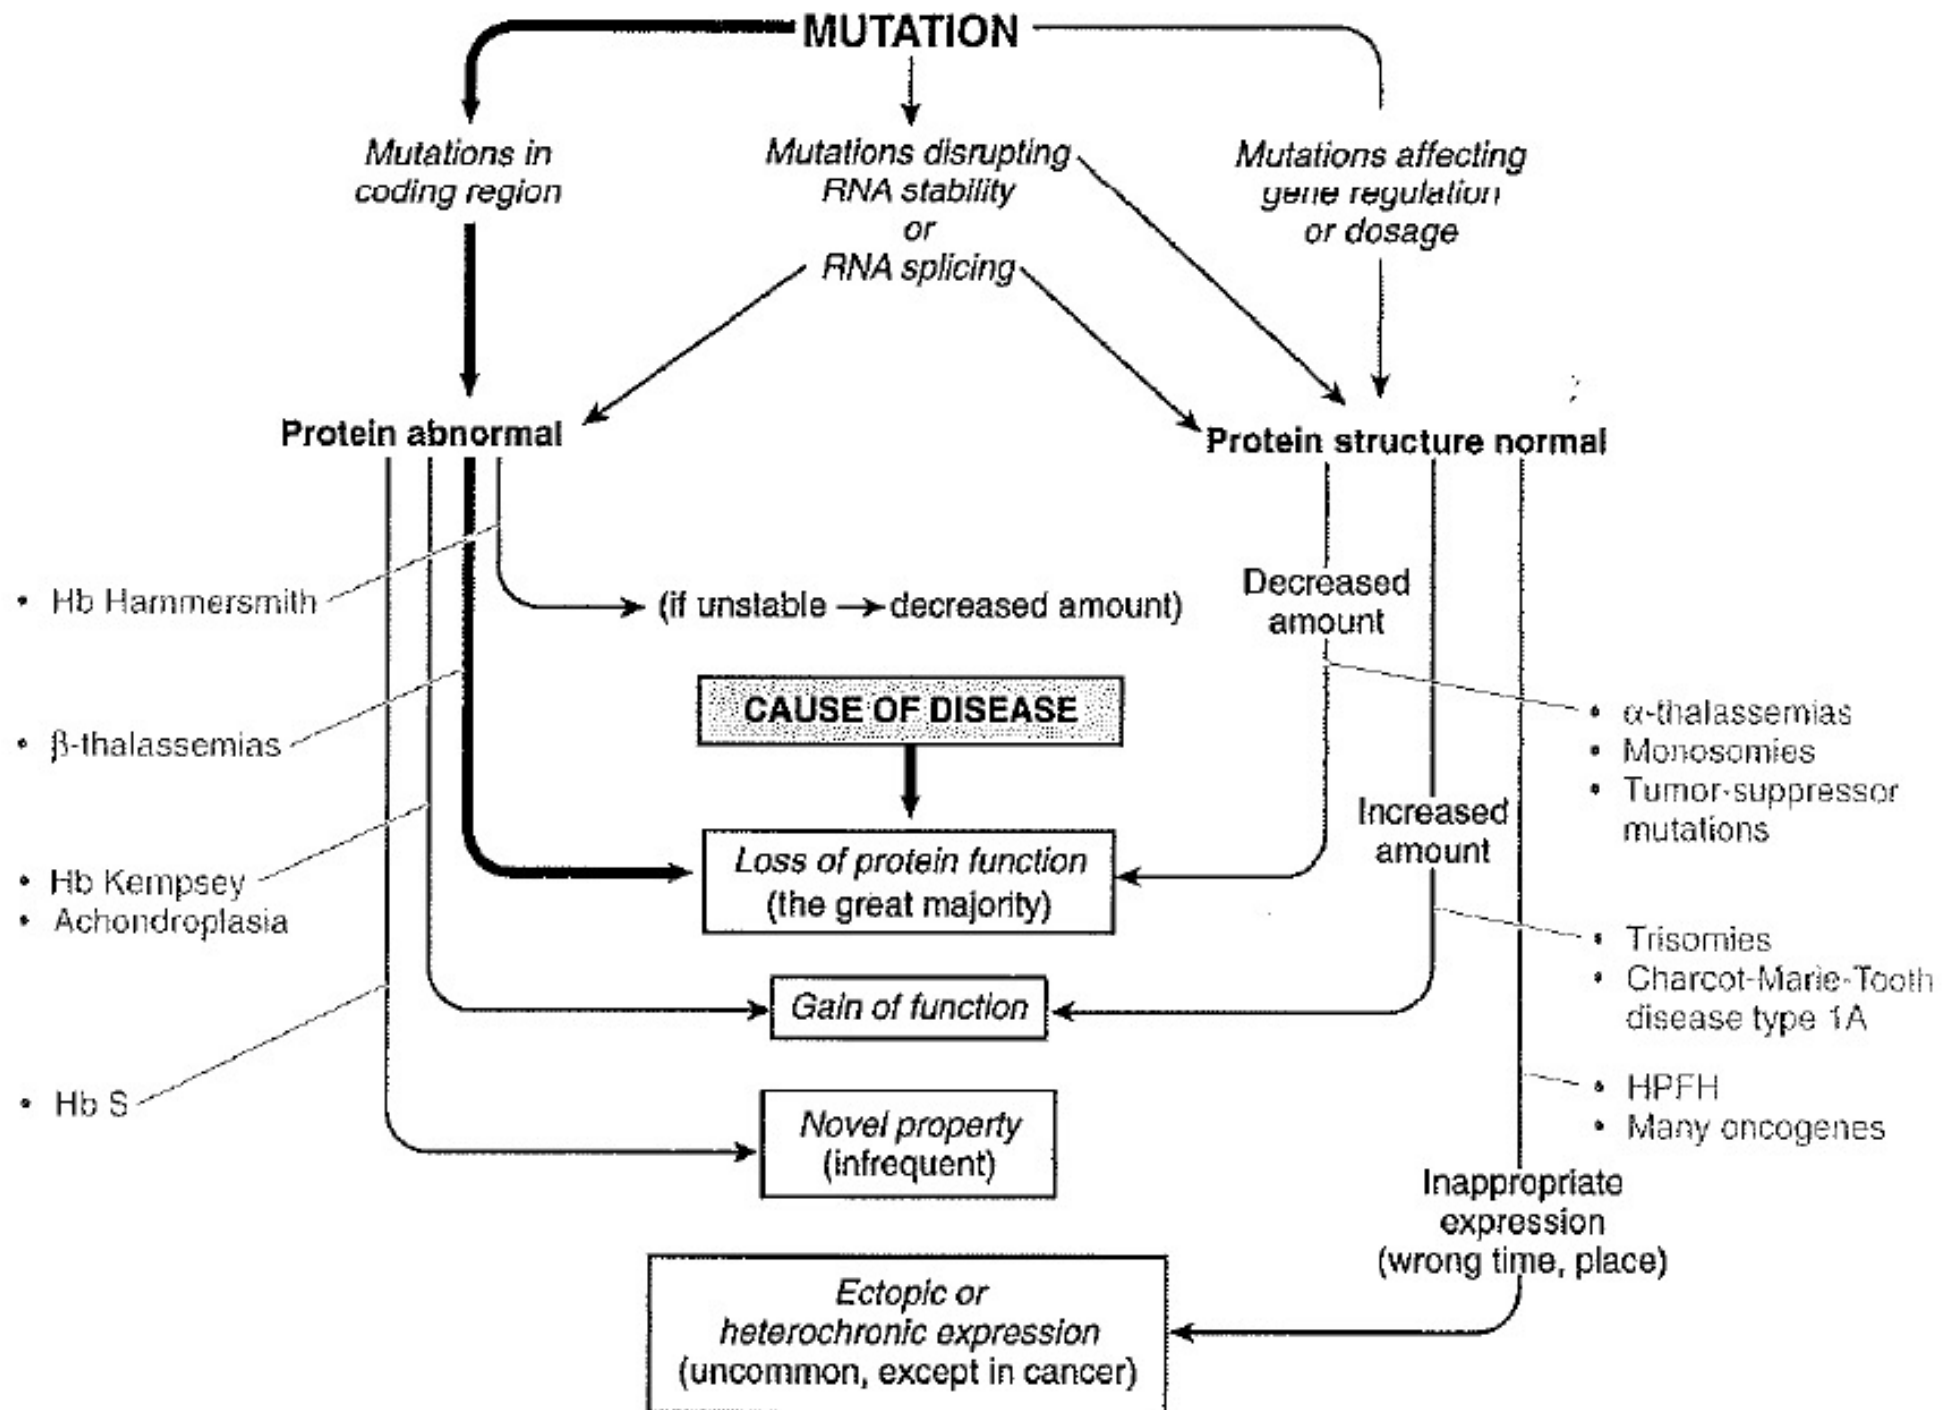 MUTATION
Mutations in
coding region
Mutations disrupting
RNA stability
or
RNA splicing
Mutations affecting
gene regulation
or dosage
Protein abnormal
Protein structure normal
• Hb Hammersmith
(if unstable → decreased amount)
Decreased
amount
• β-thalassemias
CAUSE OF DISEASE
• α-thalassemias
• Monosomies
• Tumor-suppressor
mutations
Increased
amount
• Hb Kempsey
• Achondroplasia
Loss of protein function
(the great majority)
• Trisomies
• Charcot-Marie-Tooth
disease type 1A
Gain of function
• Hb S
• HPFH
• Many oncogenes
Novel property
(infrequent)
Inappropriate
expression
(wrong time, place)
Ectopic or
heterochronic expression
(uncommon, except in cancer)